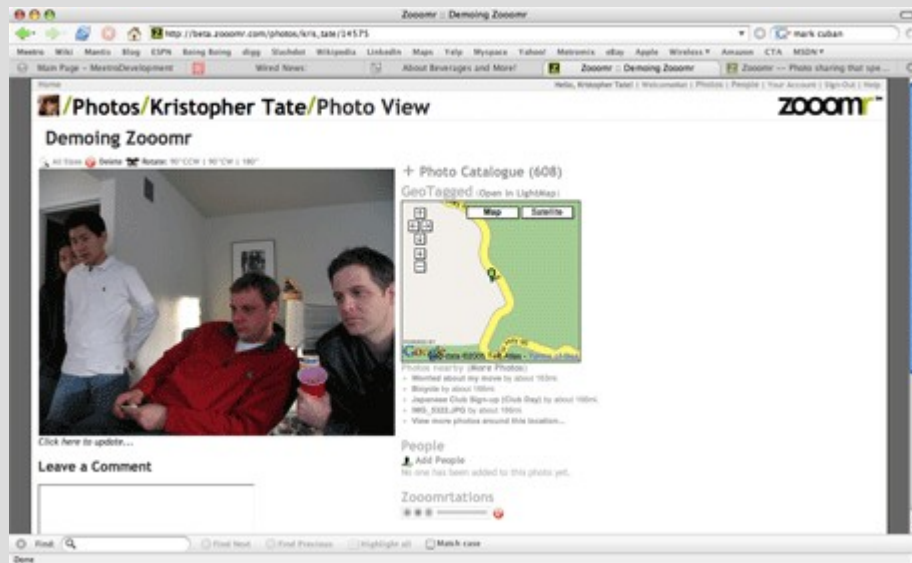 Zooomr :: Demoing Zooomr
http://beta.zooomr.com/photos/kris_tate/14575
mark cuban
Meetro Wiki Mantis Blog ESPN Boing Boing digg Slashdot Wikipedia LinkedIn Maps Yelp Myspace Yahoo! Metromix eBay Apple Wireless Amazon CTA MSDN
Main Page - MeetroDevelopment Wired News: About Beverages and More! Zooomr :: Demoing Zooomr Zooomr -- Photo sharing that spe...
Home
Hello, Kristopher Tate! | | Photos | People | Your Account | Sign-Out | Help
/Photos/Kristopher Tate/Photo View
zooomr
Demoing Zooomr
All Sizes Delete Rotate: 90°CCW | 90°CW | 180°
+ Photo Catalogue (608)
GeoTagged (Open in LightMap)
Map Satellite
POWERED BY
Google
Photos nearby (More Photos)
Worried about my move by about
Bicycle by about
Japanese Club Sign-up (Club Day) by about
by about
View more photos around this location...
Click here to update...
People
Add People
No one has been added to this photo yet.
Leave a Comment
Zooomrtations
Find: Find Next Find Previous Highlight all Match case
Done